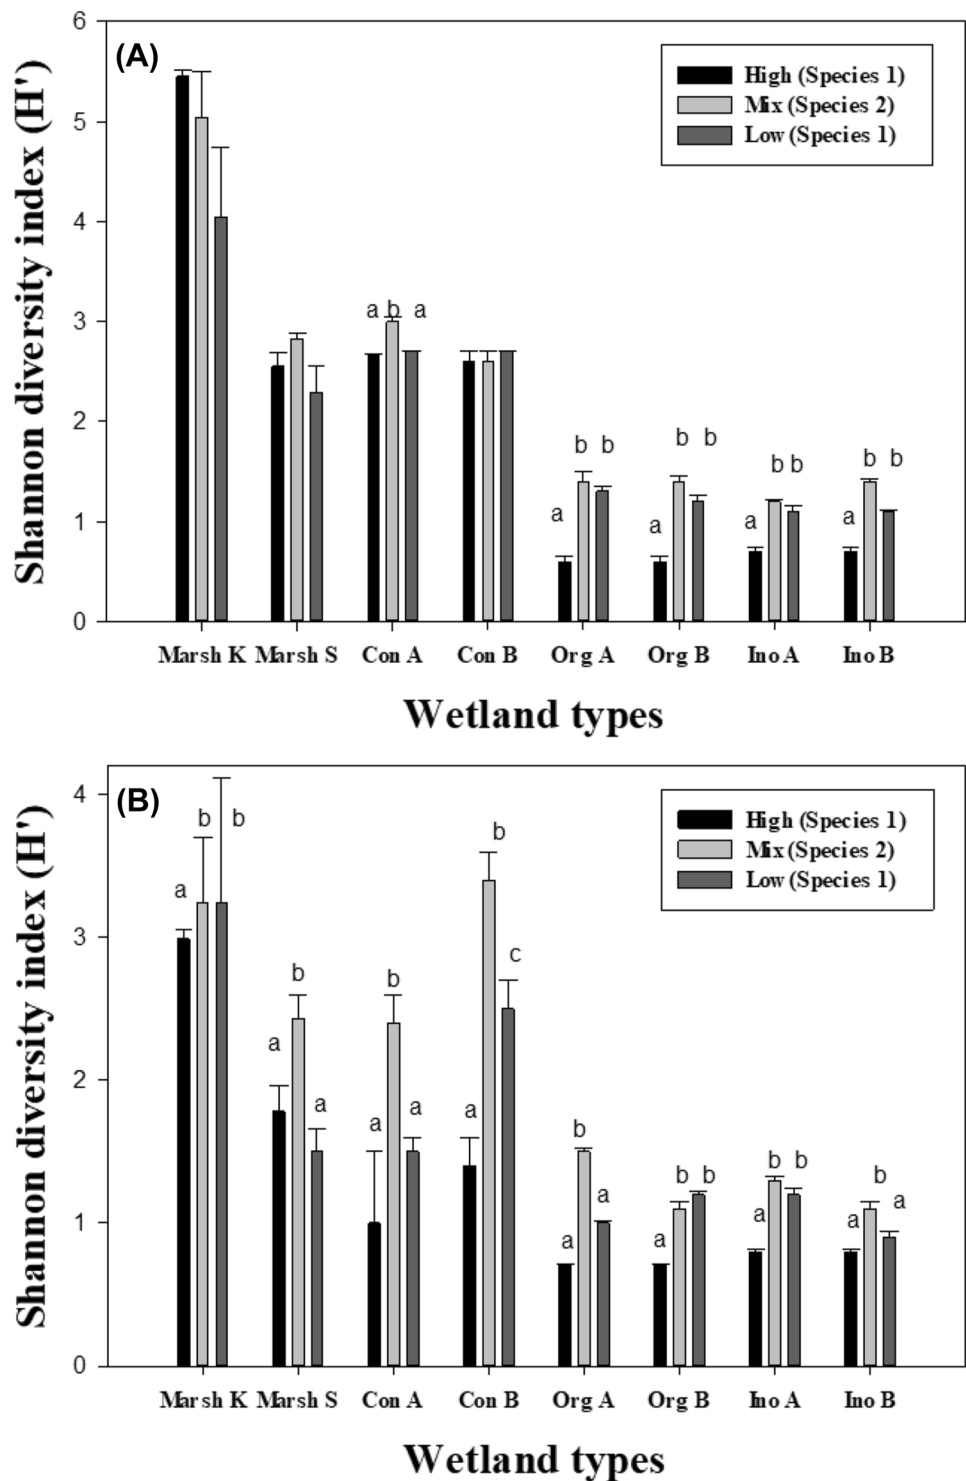 (A)
Shannon diversity index (H')
6
5
4
3
2
1
0
High (Species 1)
Mix (Species 2)
Low (Species 1)
a b a
a b b
a b b
a b b
a b b
Marsh K Marsh S Con A Con B Org A Org B Ino A Ino B
Wetland types
(B)
Shannon diversity index (H')
4
3
2
1
0
High (Species 1)
Mix (Species 2)
Low (Species 1)
a b b
a b a
a b a
a b c
a b a
a b b
a b b
a b a
Marsh K Marsh S Con A Con B Org A Org B Ino A Ino B
Wetland types